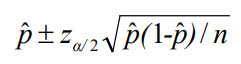 p̂ ± z_{α/2} √p̂(1-p̂)/n